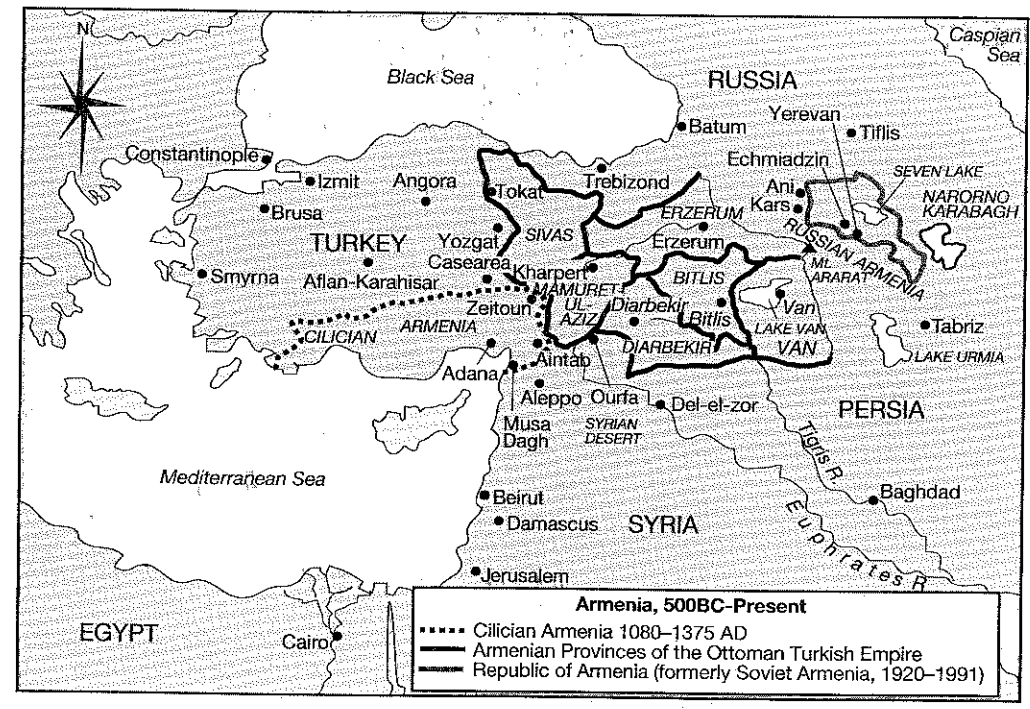 N
Black Sea
RUSSIA
Caspian
Sea
Yerevan
Batum
Tiflis
Constantinople
Echmiadzin
SEVEN LAKE
Izmit
Angora
Tokat
Trebizond
Ani
Kars
NARORNO
KARABAGH
Brusa
ERZERUM
TURKEY
Yozgat
SIVAS
Erzerum
RUSSIAN ARMENIA
Mt.
ARARAT
Smyrna
Aflan-Karahisar
Casearea
Kharpert
BITLIS
MAMURET-
UL-
AZIZ
Zeitoun
Diarbekir
Bitlis
Van
LAKE VAN
VAN
CILICIAN
ARMENIA
DIARBEKIR
Tabriz
LAKE URMIA
Adana
Aintab
Aleppo
Ourfa
Del-el-zor
PERSIA
Musa
Dagh
SYRIAN
DESERT
Tigris R.
Mediterranean Sea
Beirut
Damascus
SYRIA
Baghdad
Euphrates R.
Jerusalem
EGYPT
Cairo
Armenia, 500BC-Present
Cilician Armenia 1080–1375 AD
Armenian Provinces of the Ottoman Turkish Empire
Republic of Armenia (formerly Soviet Armenia, 1920–1991)